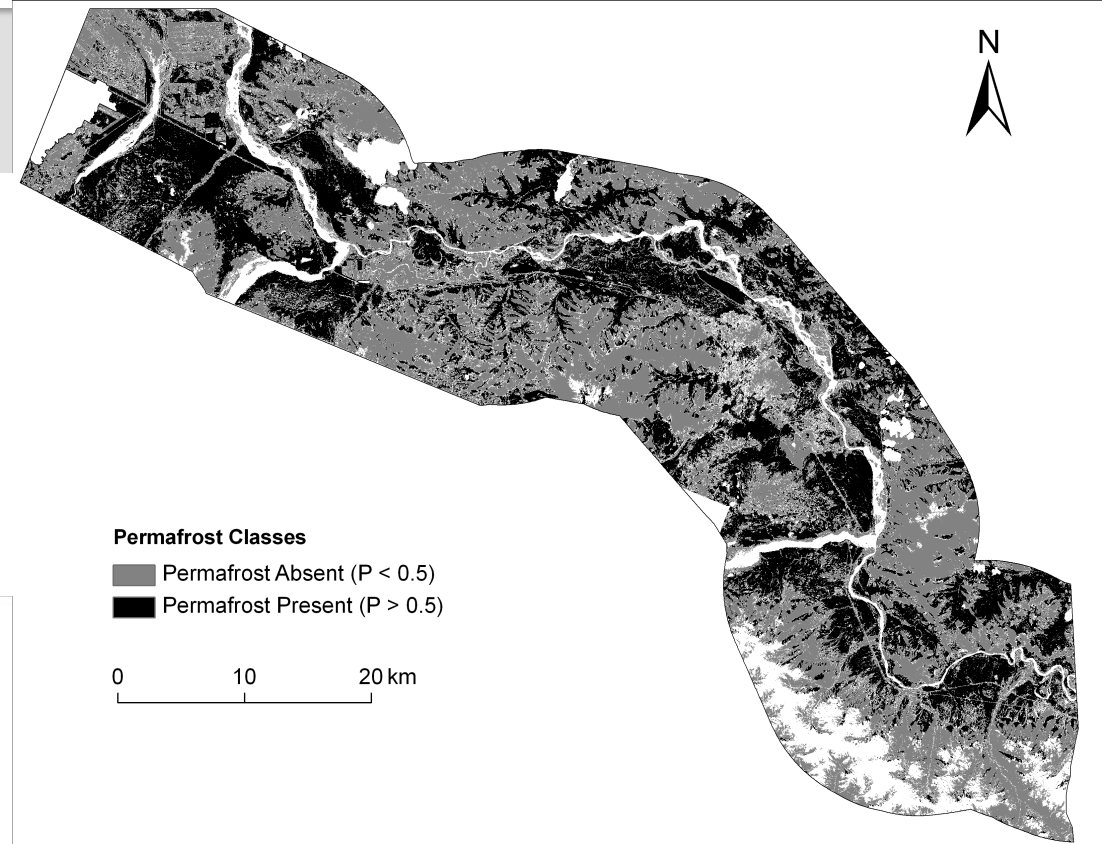 N
Permafrost Classes
Permafrost Absent (P < 0.5)
Permafrost Present (P > 0.5)
0 10 20 km